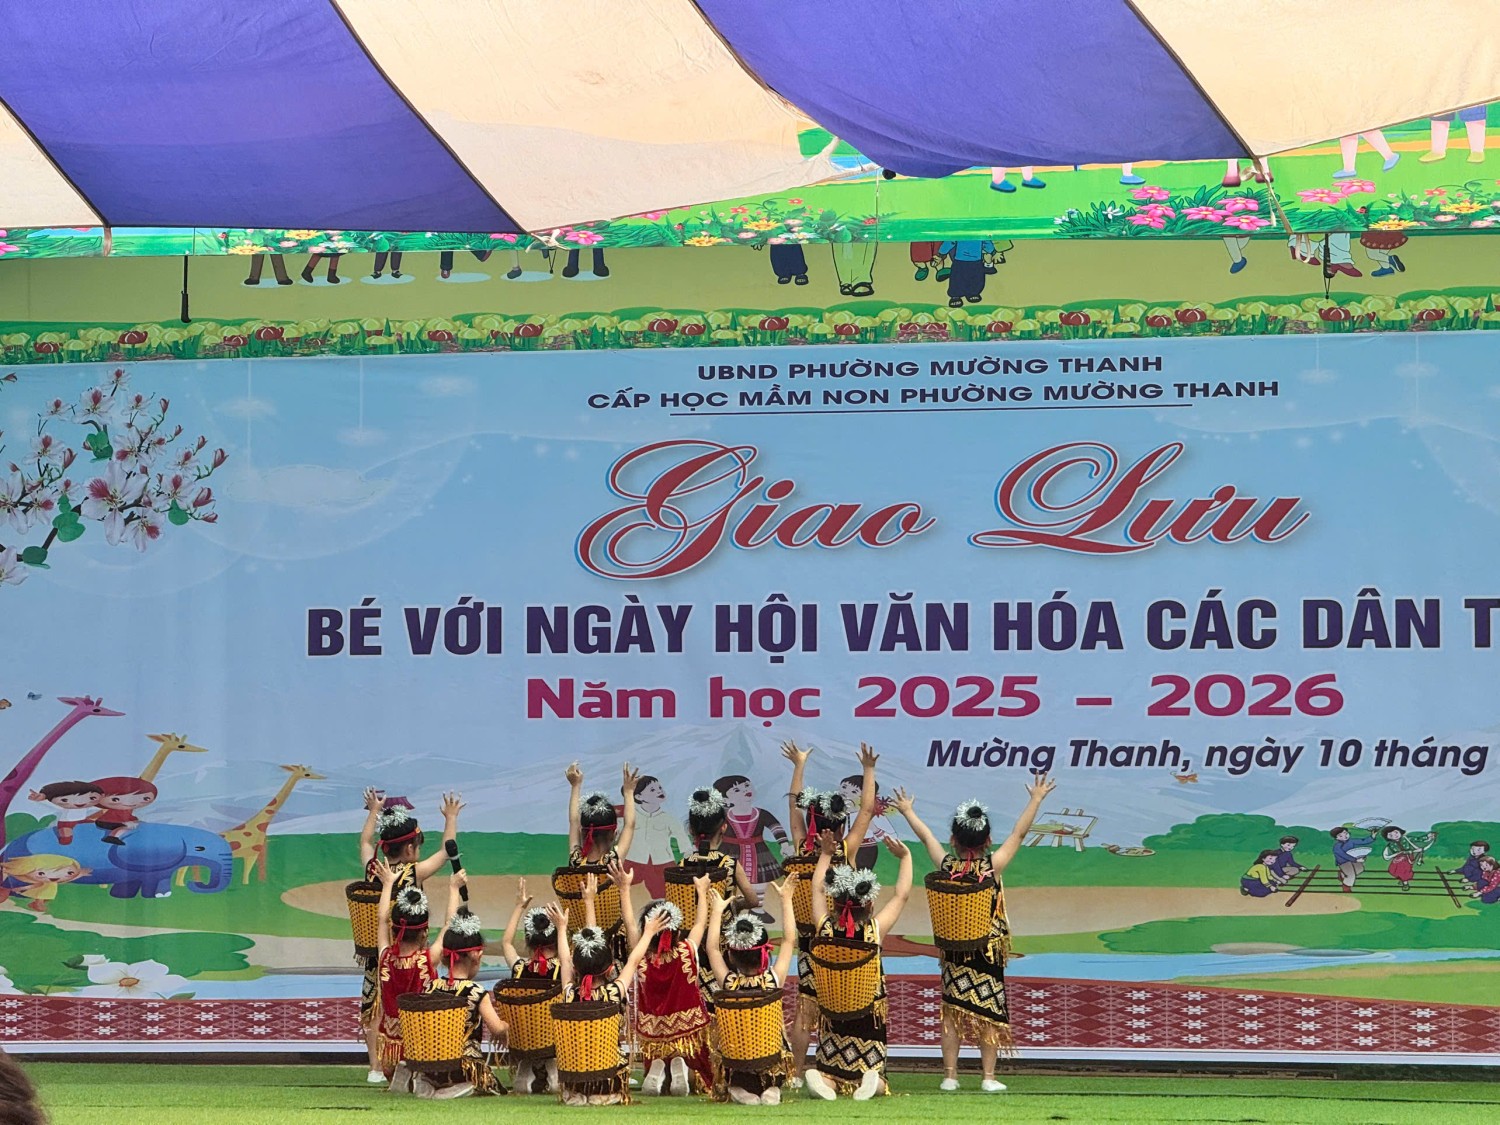 UBND PHƯỜNG MƯỜNG THANH
CẤP HỌC MẦM NON PHƯỜNG MƯỜNG THANH
Giao Lưu
BÉ VỚI NGÀY HỘI VĂN HÓA CÁC DÂN T
Năm học 2025 - 2026
Mường Thanh, ngày 10 tháng